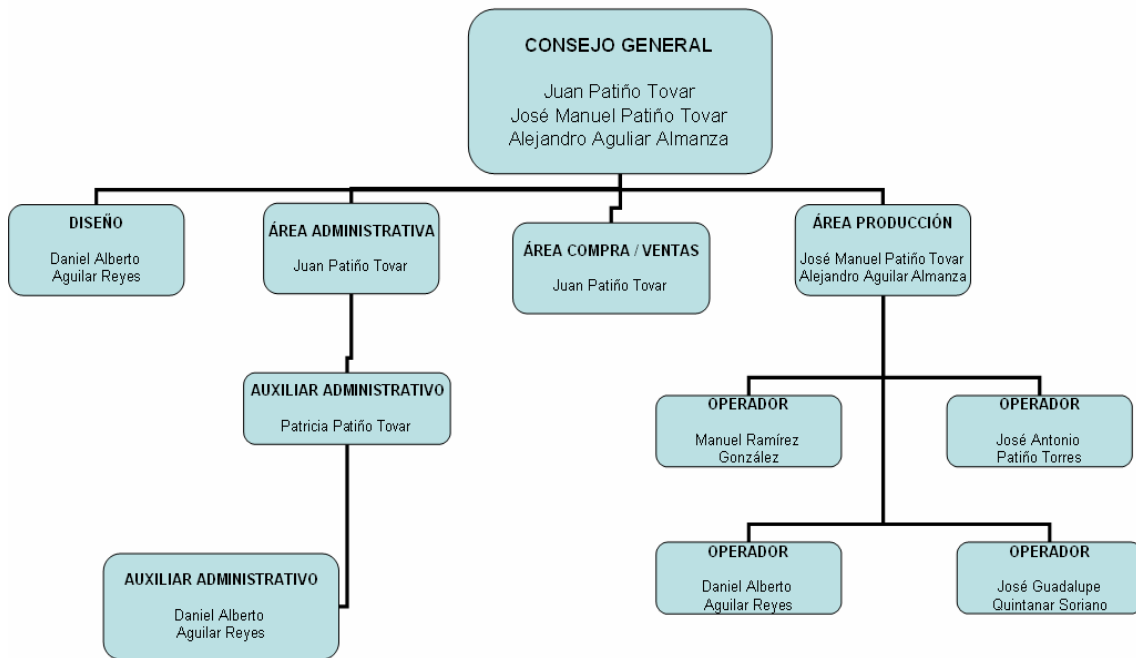 CONSEJO GENERAL
Juan Patiño Tovar
José Manuel Patiño Tovar
Alejandro Aguliar Almanza
DISEÑO
Daniel Alberto
Aguilar Reyes
ÁREA ADMINISTRATIVA
Juan Patiño Tovar
ÁREA COMPRA / VENTAS
Juan Patiño Tovar
ÁREA PRODUCCIÓN
José Manuel Patiño Tovar
Alejandro Aguilar Almanza
AUXILIAR ADMINISTRATIVO
Patricia Patiño Tovar
OPERADOR
Manuel Ramírez
González
OPERADOR
José Antonio
Patiño Torres
AUXILIAR ADMINISTRATIVO
Daniel Alberto
Aguilar Reyes
OPERADOR
Daniel Alberto
Aguilar Reyes
OPERADOR
José Guadalupe
Quintanar Soriano